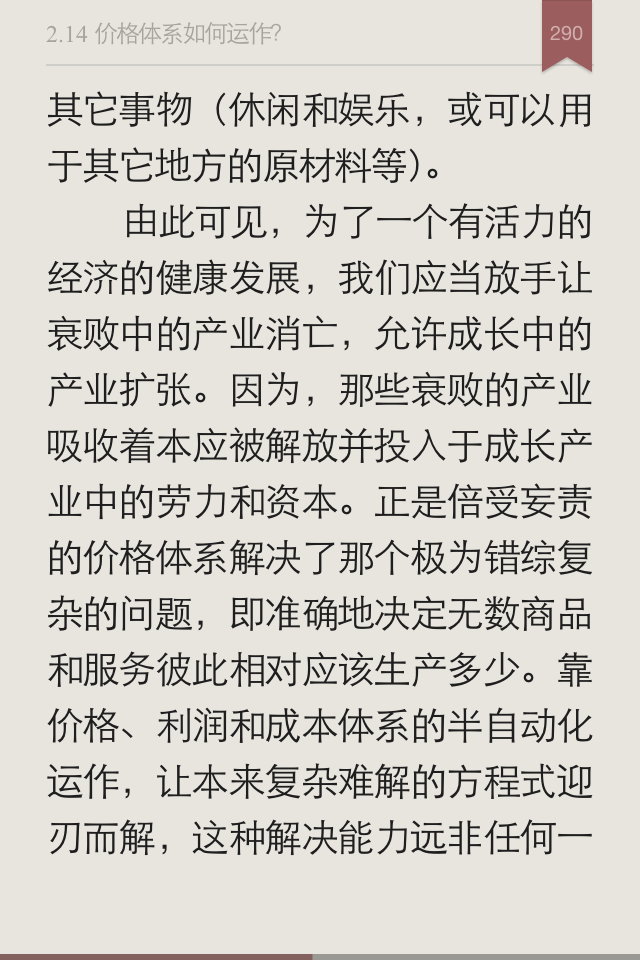 2.14 价格体系如何运作?
290
其它事物（休闲和娱乐，或可以用
于其它地方的原材料等）。
由此可见，为了一个有活力的
经济的健康发展，我们应当放手让
衰败中的产业消亡，允许成长中的
产业扩张。因为，那些衰败的产业
吸收着本应被解放并投入于成长产
业中的劳力和资本。正是倍受妄责
的价格体系解决了那个极为错综复
杂的问题，即准确地决定无数商品
和服务彼此相对应该生产多少。靠
价格、利润和成本体系的半自动化
运作，让本来复杂难解的方程式迎
刃而解，这种解决能力远非任何一